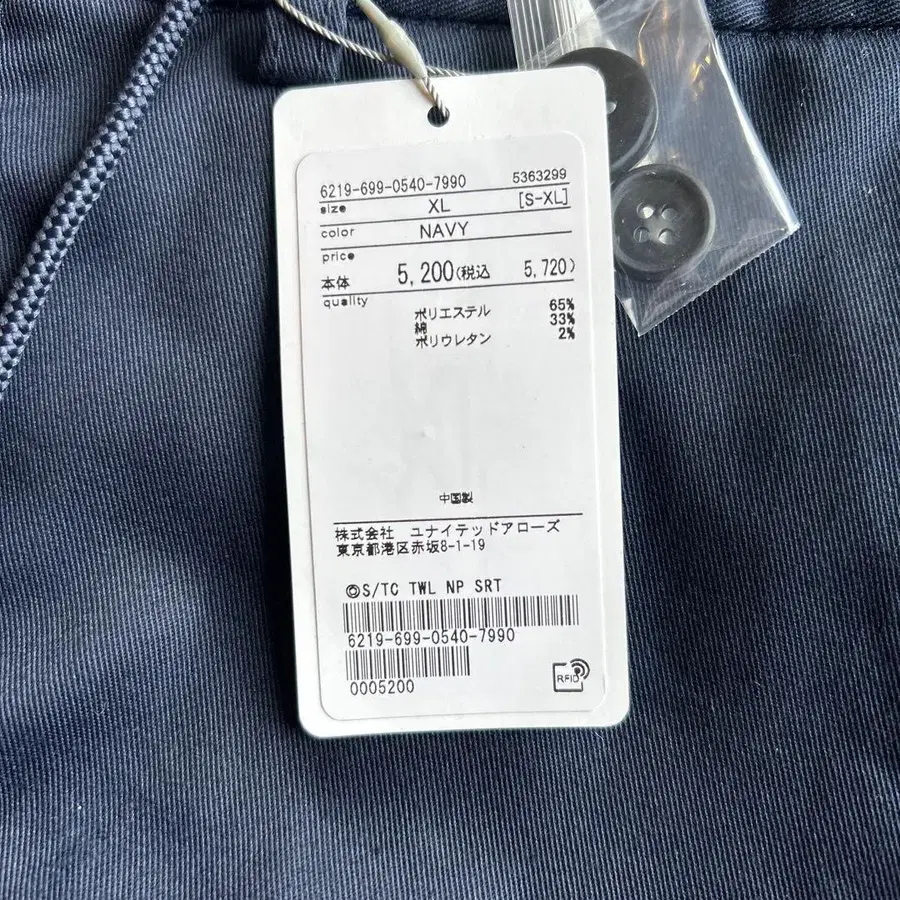 6219-699-0540-7990 5363299
size XL [S-XL]
color NAVY
price
本体 5,200(税込 5,720)
quality
ポリエステル 65%
綿 33%
ポリウレタン 2%
中国製
株式会社 ユナイテッドアローズ
東京都港区赤坂8-1-19
©S/TC TWL NP SRT
6219-699-0540-7990
0005200
RFID